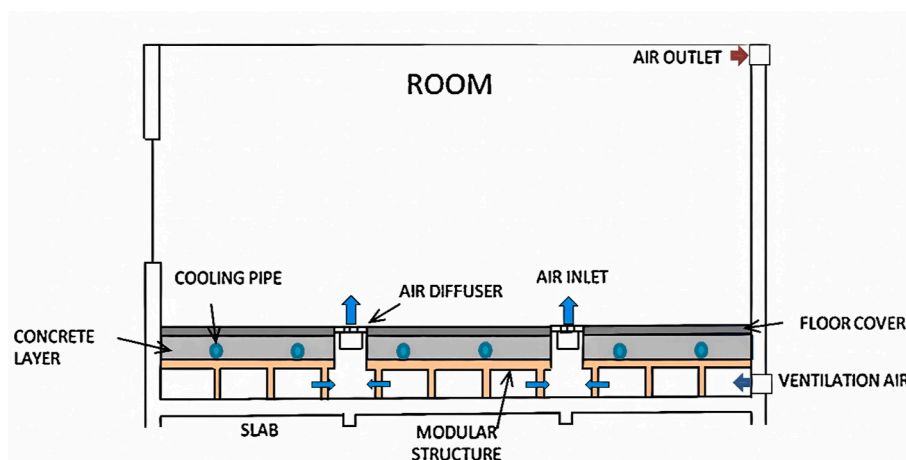 AIR OUTLET
ROOM
COOLING PIPE
AIR DIFFUSER
AIR INLET
CONCRETE
LAYER
FLOOR COVER
VENTILATION AIR
SLAB
MODULAR
STRUCTURE